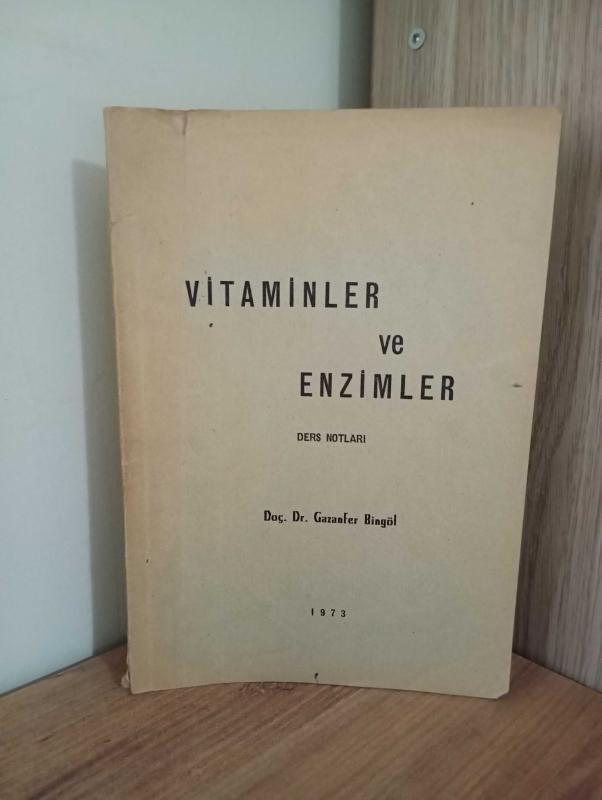 VİTAMİNLER
ve
ENZİMLER
DERS NOTLARI
Doç. Dr. Gazanfer Bingöl
1973